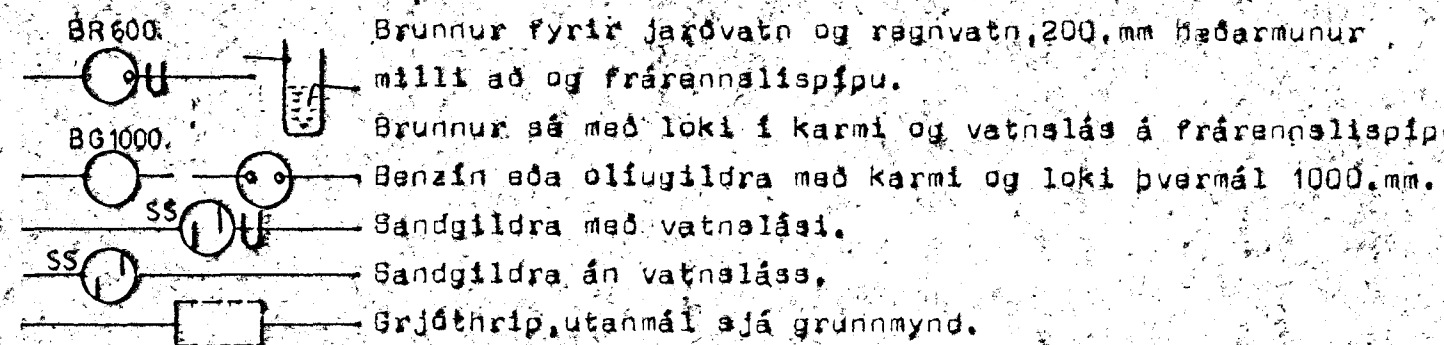 BR600. Brunnur fyrir jarðvatn og regnvatn,200.mm hæðarmunur
milli að og frárennslispípu.
Brunnur sá með loki í karmi og vatnslás á frárennslispíp
BG1000.
Benzín eða olíugildra með karmi og loki þvermál 1000.mm.
SS Sandgildra með vatnslási.
SS Sandgildra án vatnsláss.
Grjóthrip,utanmál sjá grunnmynd.